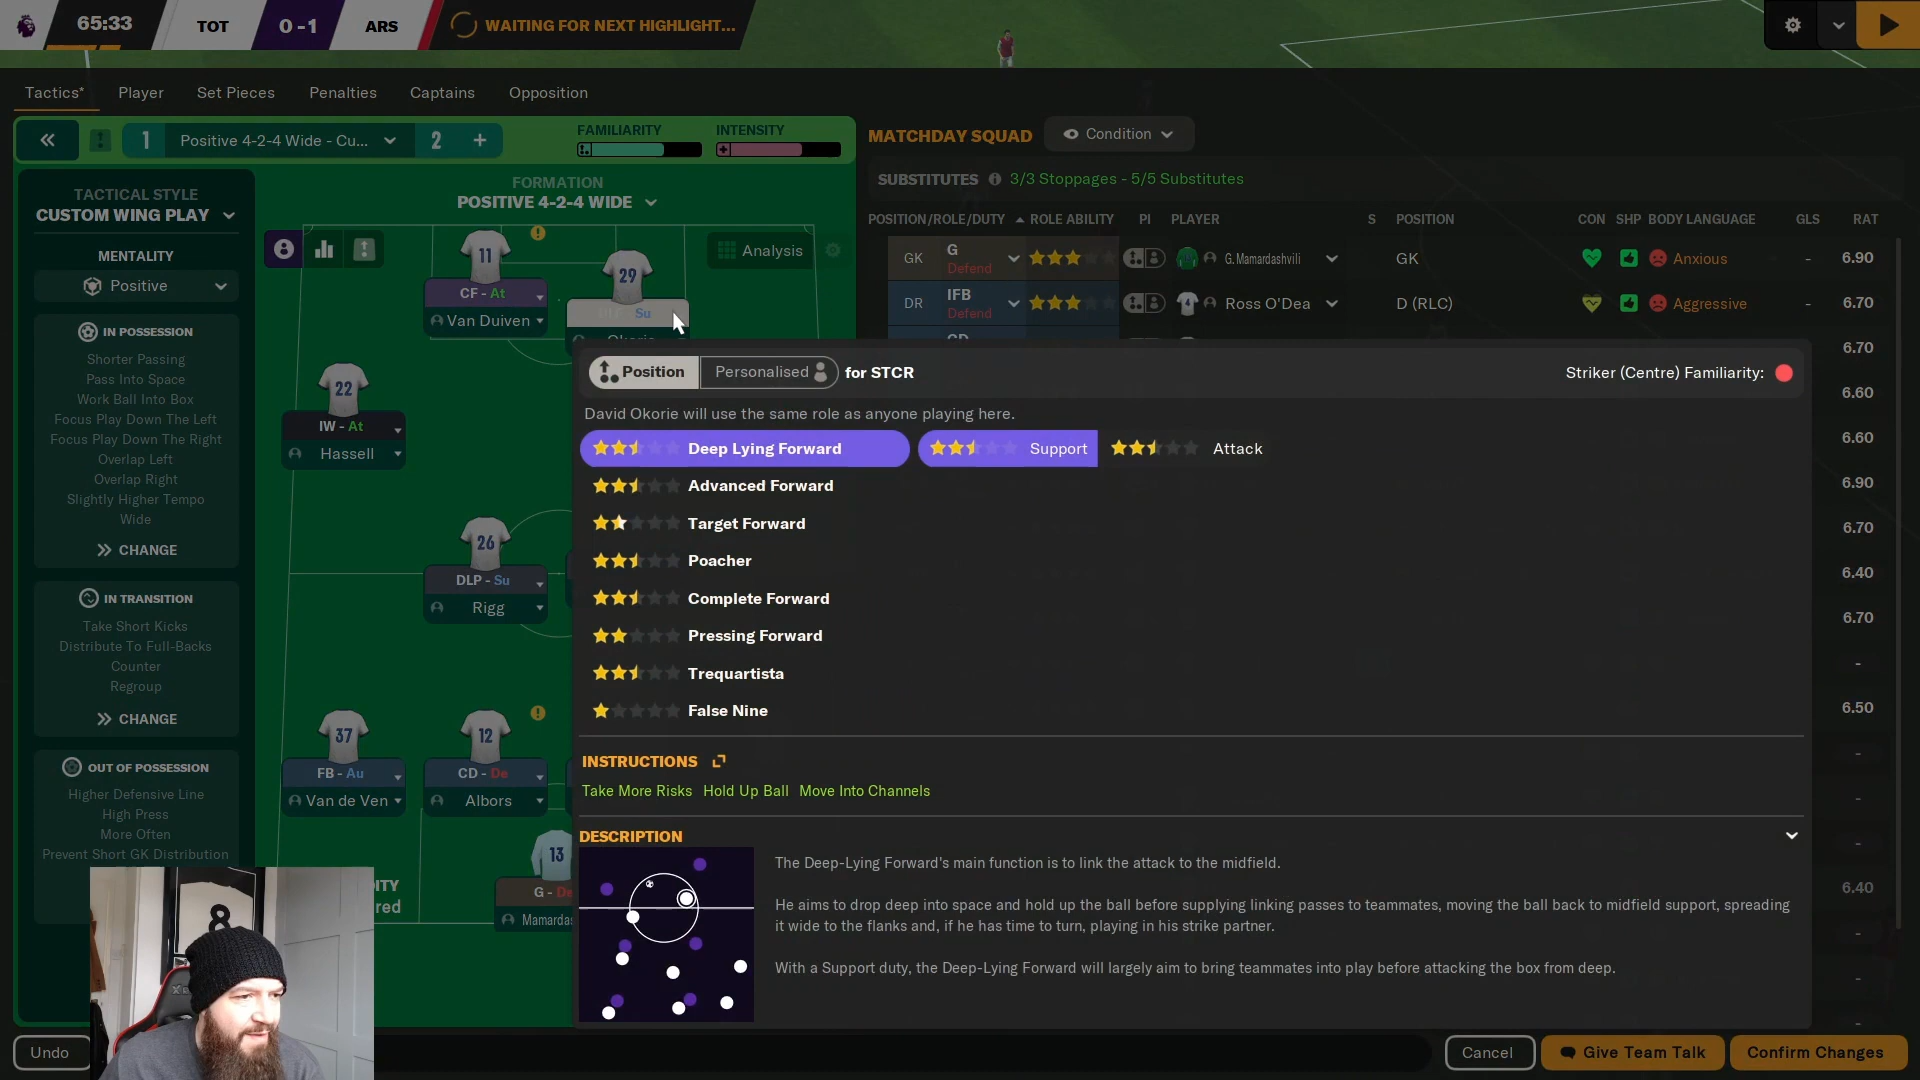 65:33 TOT 0 - 1 ARS WAITING FOR NEXT HIGHLIGHT...
Tactics* Player Set Pieces Penalties Captains Opposition
1 Positive 4-2-4 Wide - Cu... 2 +
FAMILIARITY INTENSITY
MATCHDAY SQUAD Condition
SUBSTITUTES 3/3 Stoppages - 5/5 Substitutes
POSITION/ROLE/DUTY ROLE ABILITY PI PLAYER S POSITION CON SHP BODY LANGUAGE GLS RAT
GK G Defend G. Mamardashvili GK Anxious - 6.90
DR IFB Defend 4 Ross O'Dea D (RLC) Aggressive - 6.70
6.70
6.60
6.60
6.90
6.70
6.40
6.70
-
6.50
-
-
-
6.40
-
-
-
TACTICAL STYLE
CUSTOM WING PLAY
MENTALITY
Positive
IN POSSESSION
Shorter Passing
Pass Into Space
Work Ball Into Box
Focus Play Down The Left
Focus Play Down The Right
Overlap Left
Overlap Right
Slightly Higher Tempo
Wide
CHANGE
IN TRANSITION
Take Short Kicks
Distribute To Full-Backs
Counter
Regroup
CHANGE
OUT OF POSSESSION
Higher Defensive Line
High Press
More Often
Prevent Short GK Distribution
FORMATION
POSITIVE 4-2-4 WIDE
Analysis
11
CF - At
Van Duiven
29
Su
Okorie
22
IW - At
Hassell
26
DLP - Su
Rigg
37
FB - Au
Van de Ven
12
CD - De
Albors
13
G - De
Mamardas
8
Position Personalised for STCR Striker (Centre) Familiarity:
David Okorie will use the same role as anyone playing here.
Deep Lying Forward Support Attack
Advanced Forward
Target Forward
Poacher
Complete Forward
Pressing Forward
Trequartista
False Nine
INSTRUCTIONS
Take More Risks Hold Up Ball Move Into Channels
DESCRIPTION
The Deep-Lying Forward's main function is to link the attack to the midfield.
He aims to drop deep into space and hold up the ball before supplying linking passes to teammates, moving the ball back to midfield support, spreading
it wide to the flanks and, if he has time to turn, playing in his strike partner.
With a Support duty, the Deep-Lying Forward will largely aim to bring teammates into play before attacking the box from deep.
Undo Cancel Give Team Talk Confirm Changes